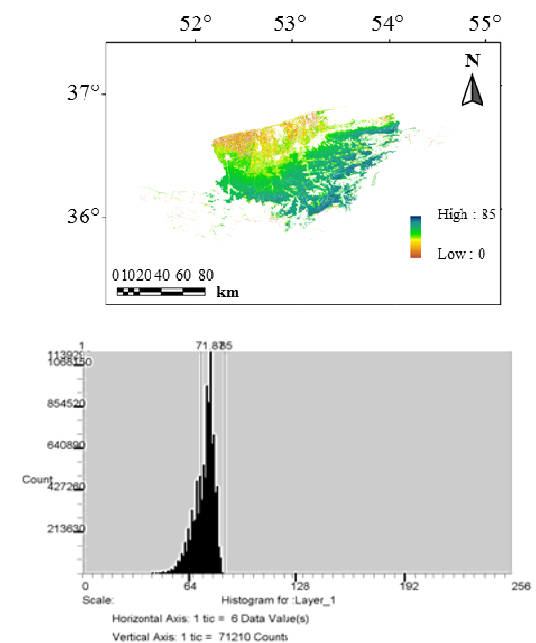 52° 53° 54° 55°
N
37°
36°
High : 85
Low : 0
0 10 20 40 60 80
km
1 71.87 85
1068150
854520
640890
Count
427260
213630
0 64 128 192 256
Scale: Histogram for :Layer_1
Horizontal Axis: 1 tic = 6 Data Value(s)
Vertical Axis: 1 tic = 71210 Counts